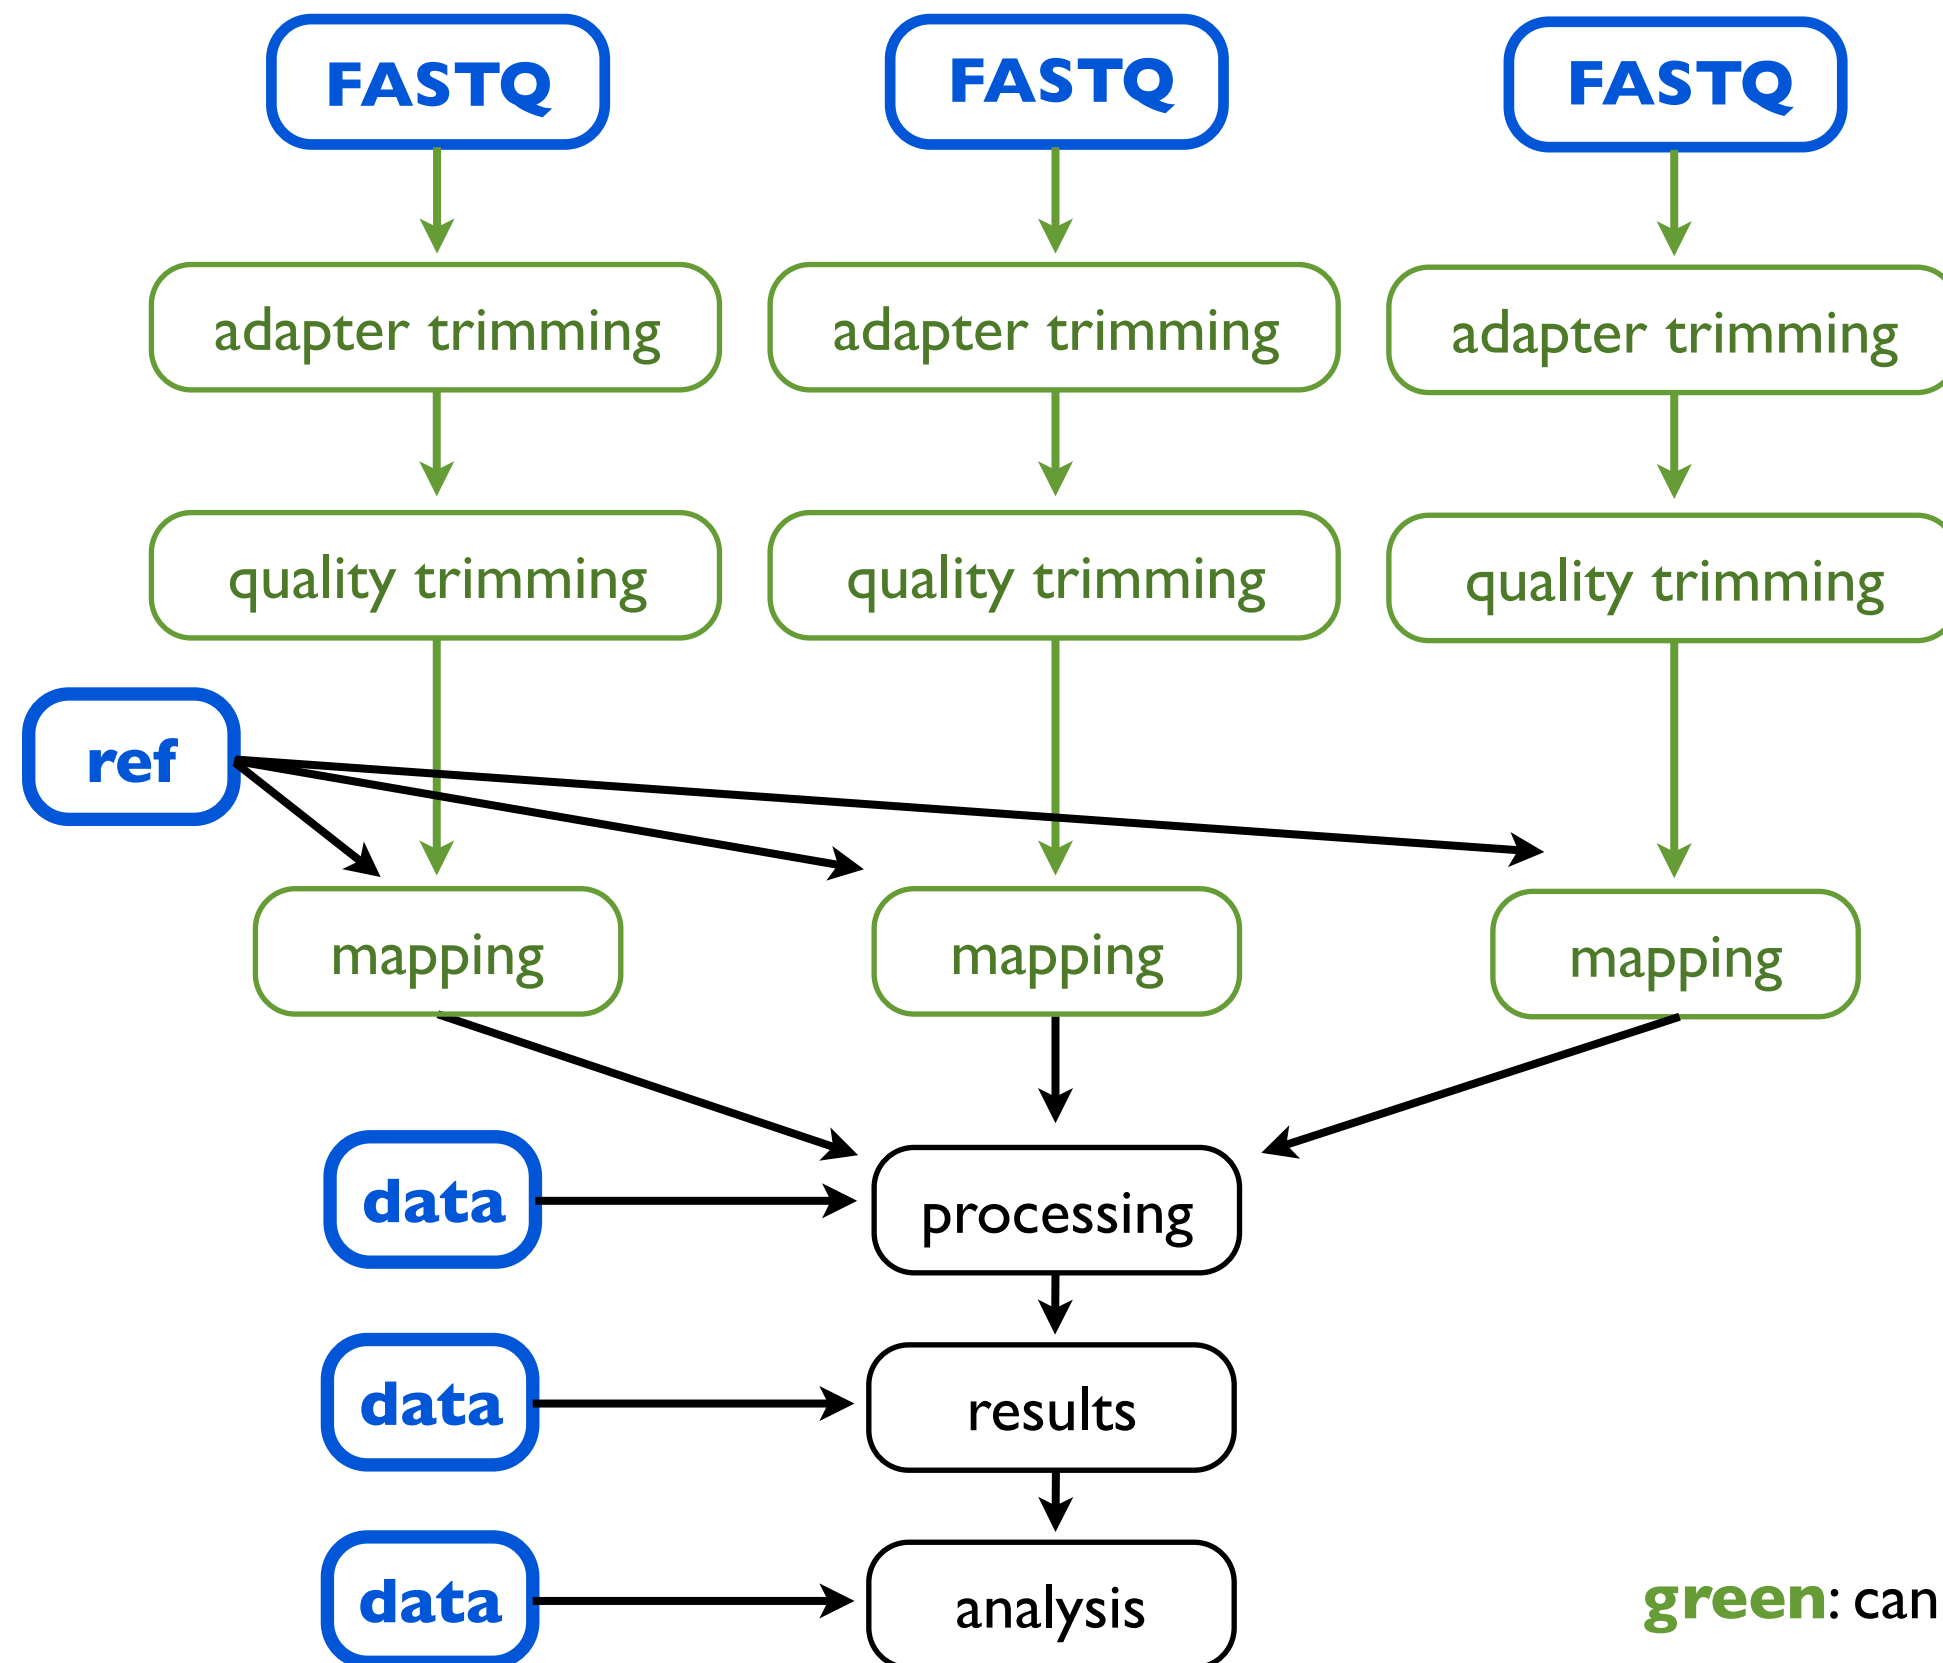 FASTQ FASTQ FASTQ
adapter trimming adapter trimming adapter trimming
quality trimming quality trimming quality trimming
ref
mapping mapping mapping
data processing
data results
data analysis
green: can